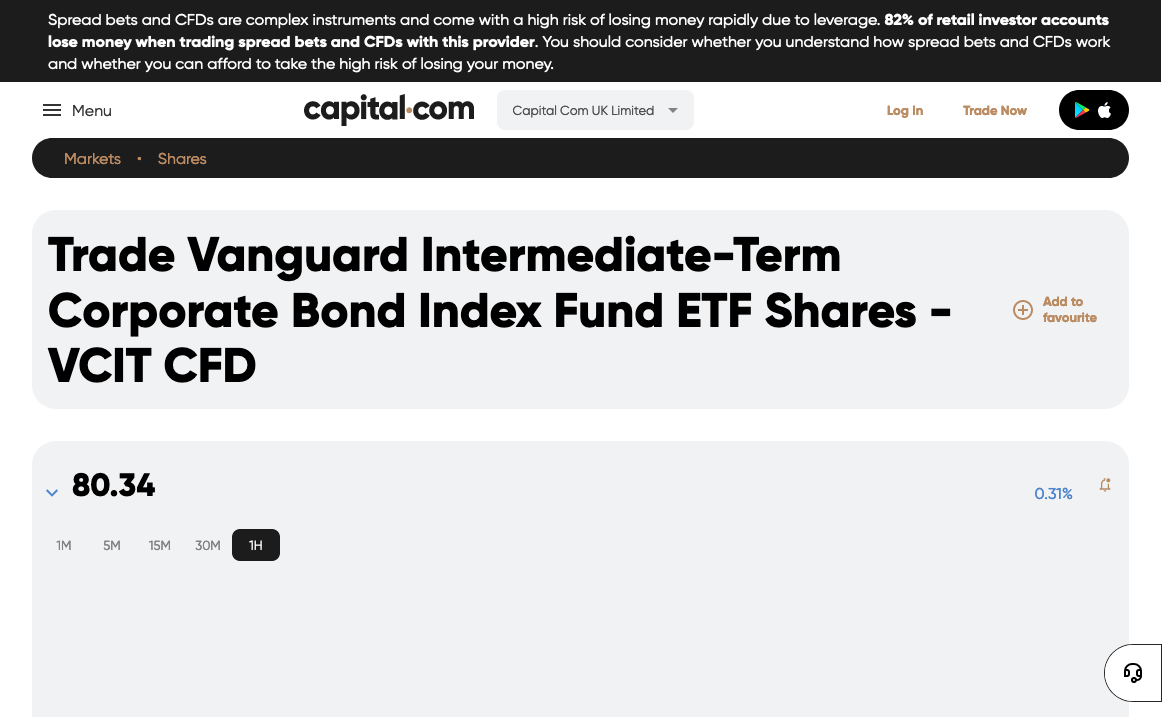 Spread bets and CFDs are complex instruments and come with a high risk of losing money rapidly due to leverage. 82% of retail investor accounts
lose money when trading spread bets and CFDs with this provider. You should consider whether you understand how spread bets and CFDs work
and whether you can afford to take the high risk of losing your money.
Menu
capital.com
Capital Com UK Limited
Log In
Trade Now
Markets
Shares
Trade Vanguard Intermediate-Term
Corporate Bond Index Fund ETF Shares -
VCIT CFD
Add to
favourite
80.34
0.31%
1M 5M 15M 30M 1H